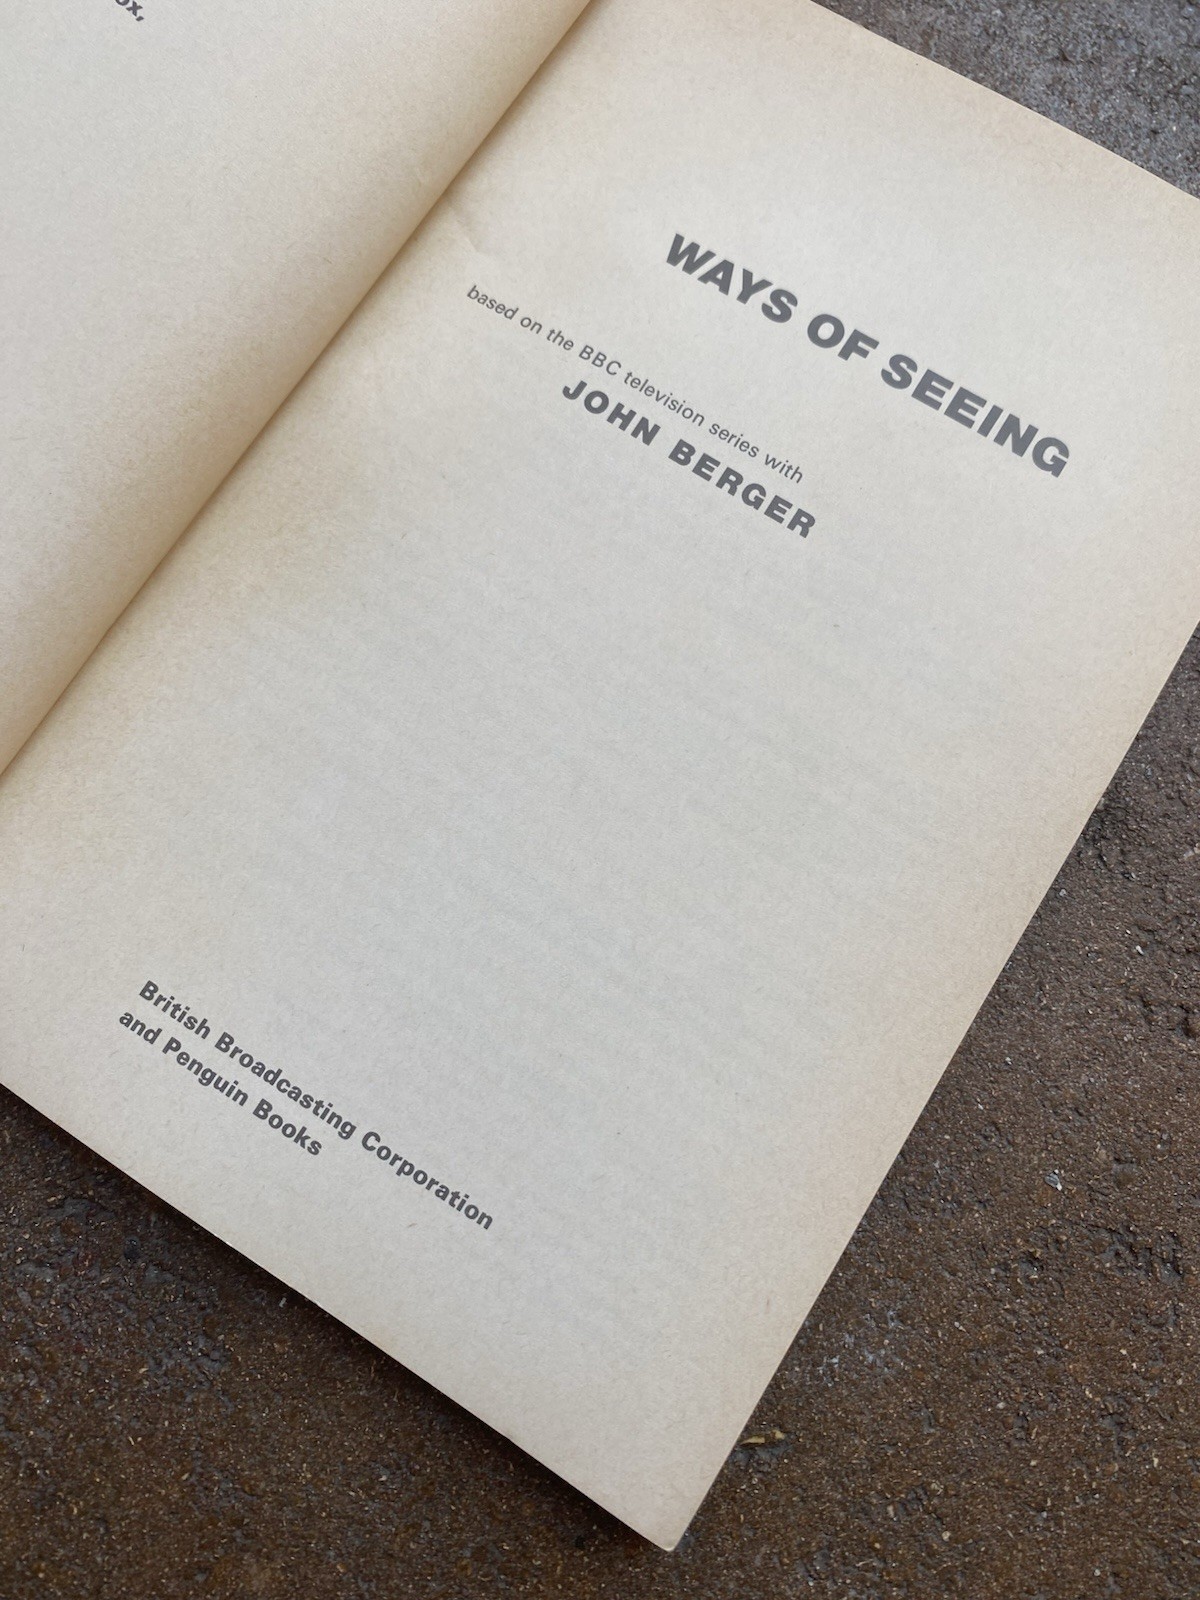 WAYS OF SEEING
based on the BBC television series with
JOHN BERGER
British Broadcasting Corporation
and Penguin Books